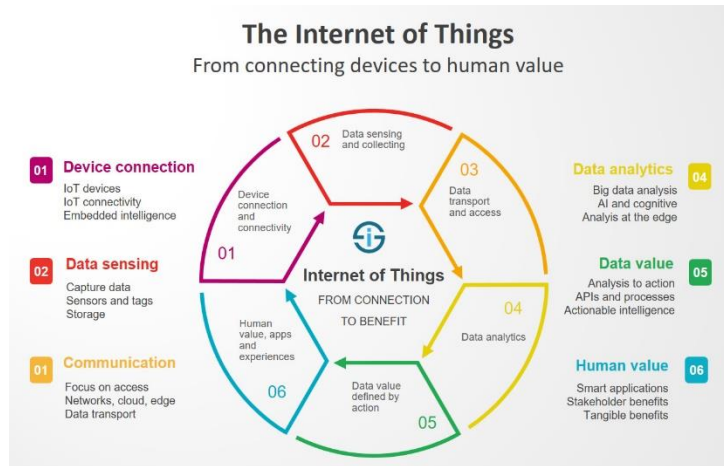 The Internet of Things
From connecting devices to human value
01 Device connection
IoT devices
IoT connectivity
Embedded intelligence
02 Data sensing
Capture data
Sensors and tags
Storage
01 Communication
Focus on access
Networks, cloud, edge
Data transport
01
Device
connection
and
connectivity
02
Data sensing
and collecting
03
Data
transport
and access
04
Data analytics
05
Data value
defined by
action
06
Human
value, apps
and
experiences
Internet of Things
FROM CONNECTION
TO BENEFIT
Data analytics 04
Big data analysis
AI and cognitive
Analyis at the edge
Data value 05
Analysis to action
APIs and processes
Actionable intelligence
Human value 06
Smart applications
Stakeholder benefits
Tangible benefits